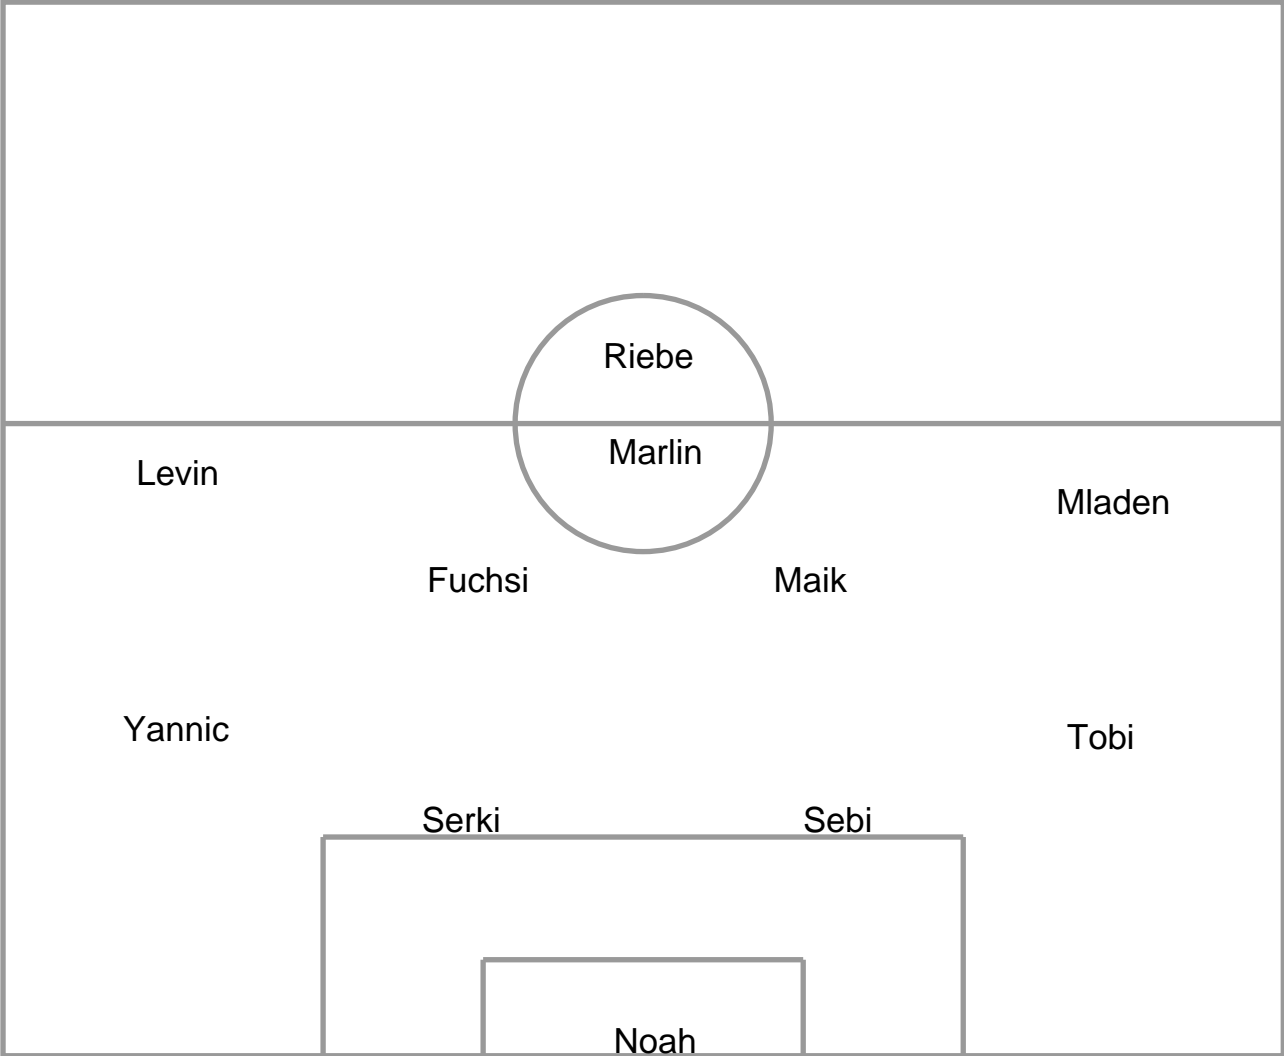 Riebe
Marlin
Levin
Mladen
Fuchsi
Maik
Yannic
Tobi
Serki
Sebi
Noah